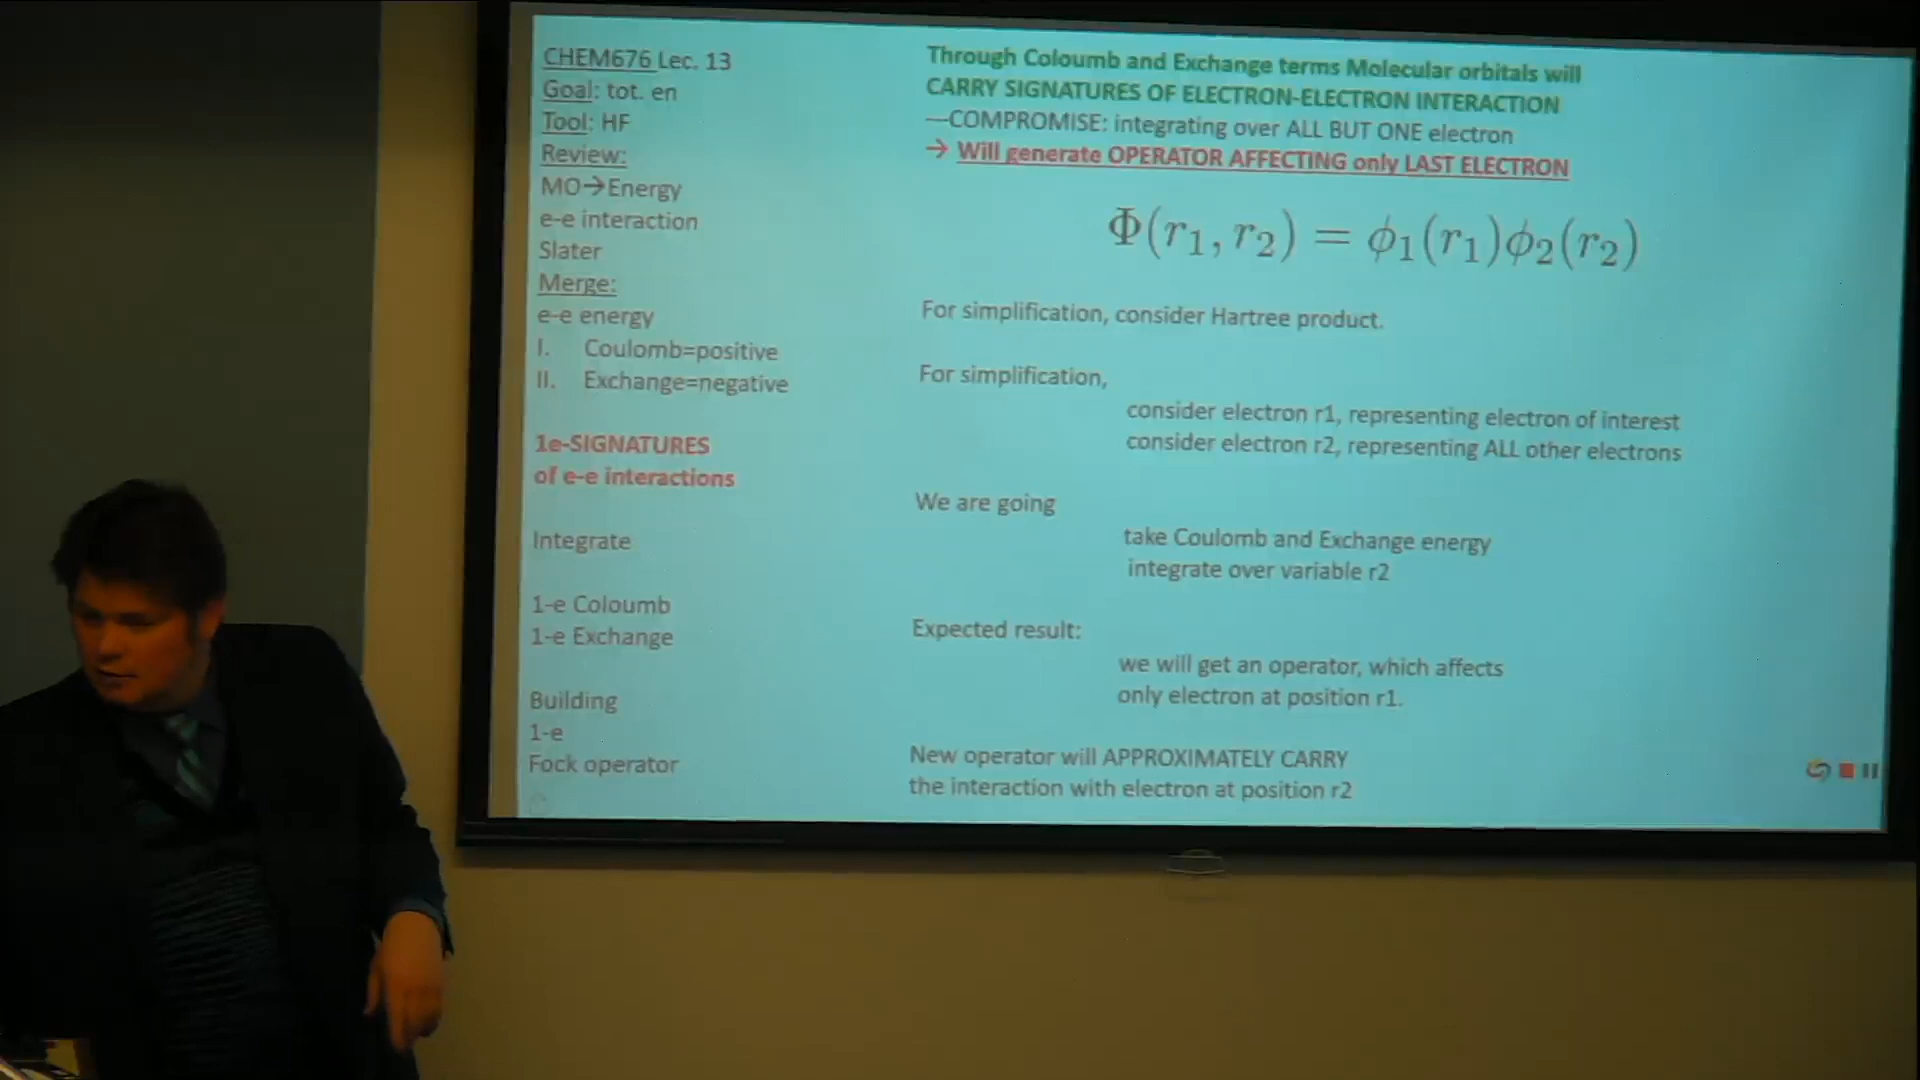 CHEM676 Lec. 13
Goal: tot. en
Tool: HF
Review:
MO→Energy
e-e interaction
Slater
Merge:
e-e energy
I. Coulomb=positive
II. Exchange=negative
1e-SIGNATURES
of e-e interactions
Integrate
1-e Coloumb
1-e Exchange
Building
1-e
Fock operator
Through Coloumb and Exchange terms Molecular orbitals will
CARRY SIGNATURES OF ELECTRON-ELECTRON INTERACTION
—COMPROMISE: integrating over ALL BUT ONE electron
→ Will generate OPERATOR AFFECTING only LAST ELECTRON
Φ(r₁, r₂) = ϕ₁(r₁)ϕ₂(r₂)
For simplification, consider Hartree product.
For simplification,
consider electron r1, representing electron of interest
consider electron r2, representing ALL other electrons
We are going
take Coulomb and Exchange energy
integrate over variable r2
Expected result:
we will get an operator, which affects
only electron at position r1.
New operator will APPROXIMATELY CARRY
the interaction with electron at position r2